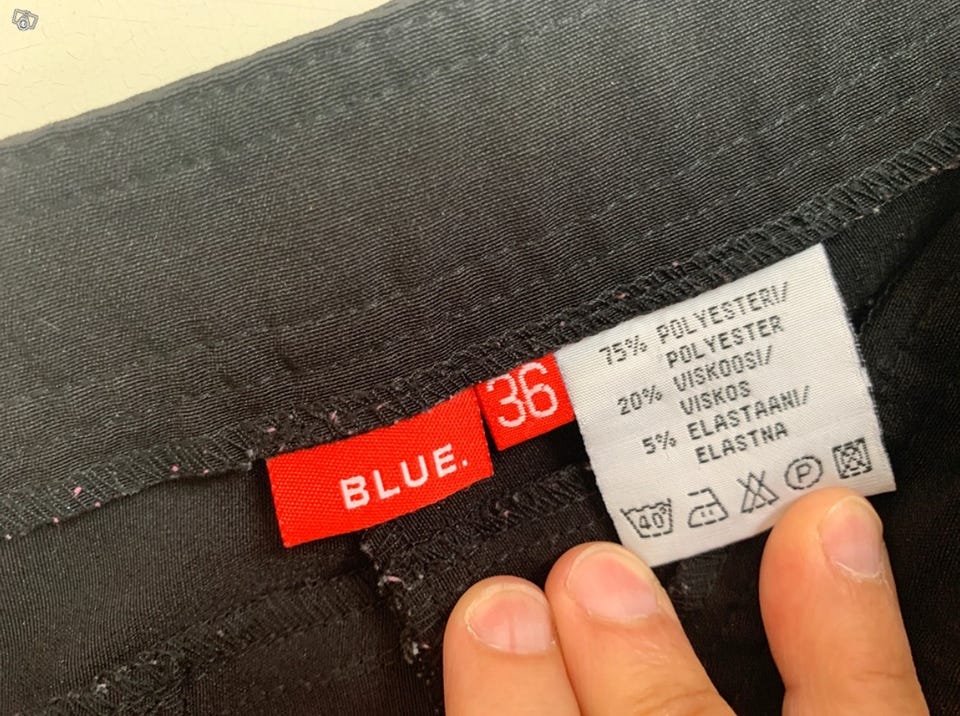 BLUE.
36
75% POLYESTERI/
POLYESTER
20% VISKOOSI/
VISKOS
5% ELASTAANI/
ELASTNA
40°
P